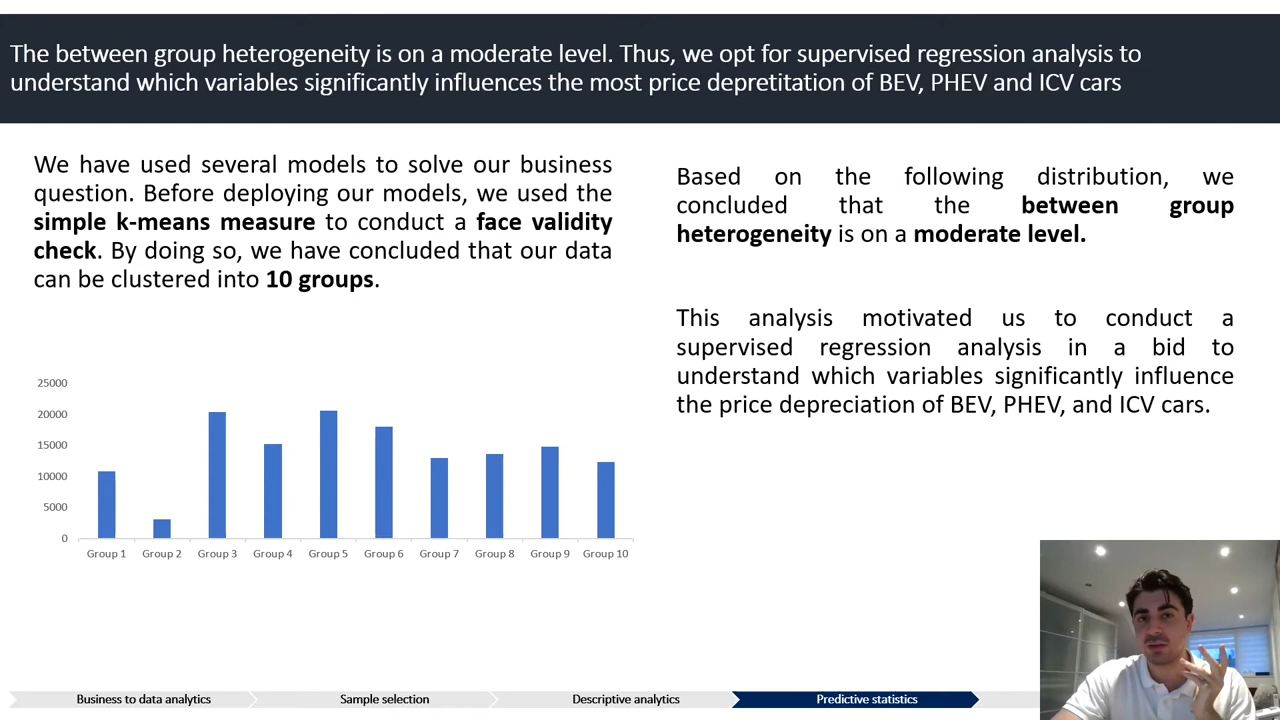 The between group heterogeneity is on a moderate level. Thus, we opt for supervised regression analysis to
understand which variables significantly influences the most price depretitation of BEV, PHEV and ICV cars
We have used several models to solve our business
question. Before deploying our models, we used the
simple k-means measure to conduct a face validity
check. By doing so, we have concluded that our data
can be clustered into 10 groups.
Based on the following distribution, we
concluded that the between group
heterogeneity is on a moderate level.
This analysis motivated us to conduct a
supervised regression analysis in a bid to
understand which variables significantly influence
the price depreciation of BEV, PHEV, and ICV cars.
25000
20000
15000
10000
5000
0
Group 1 Group 2 Group 3 Group 4 Group 5 Group 6 Group 7 Group 8 Group 9 Group 10
Business to data analytics Sample selection Descriptive analytics Predictive statistics